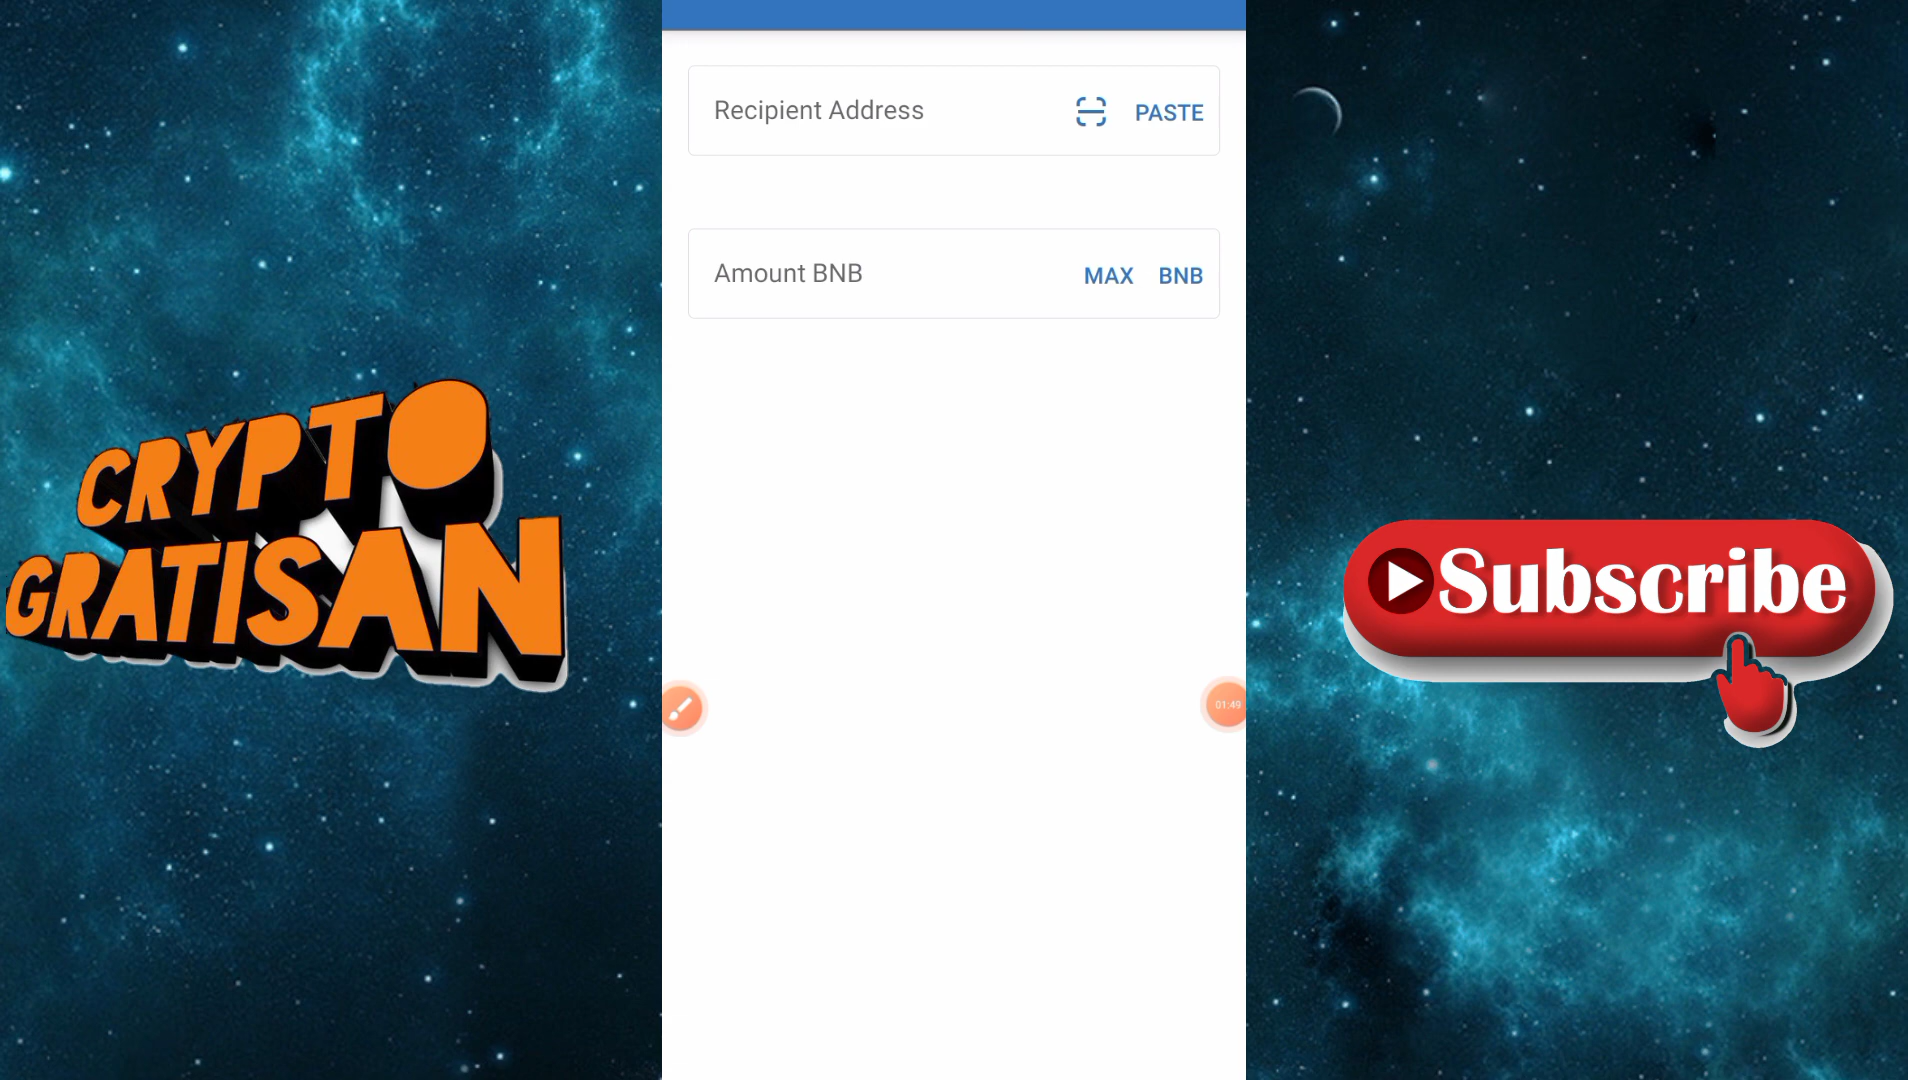 CRYPTO
GRATISAN
Recipient Address PASTE
Amount BNB MAX BNB
01:49
Subscribe